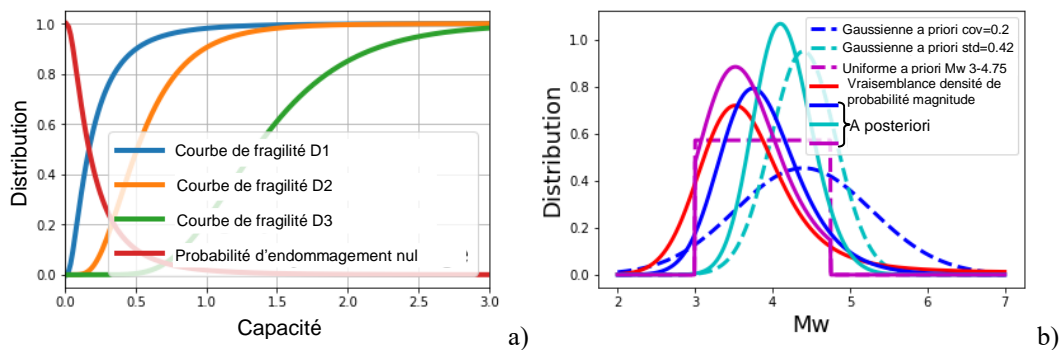 Distribution
1.0
0.8
0.6
0.4
0.2
0.0
0.0 0.5 1.0 1.5 2.0 2.5 3.0
Capacité
Courbe de fragilité D1
Courbe de fragilité D2
Courbe de fragilité D3
Probabilité d'endommagement nul
a)
Distribution
1.0
0.8
0.6
0.4
0.2
0.0
2 3 4 5 6 7
Mw
Gaussienne a priori cov=0.2
Gaussienne a priori std=0.42
Uniforme a priori Mw 3-4.75
Vraisemblance densité de
probabilité magnitude
A posteriori
b)